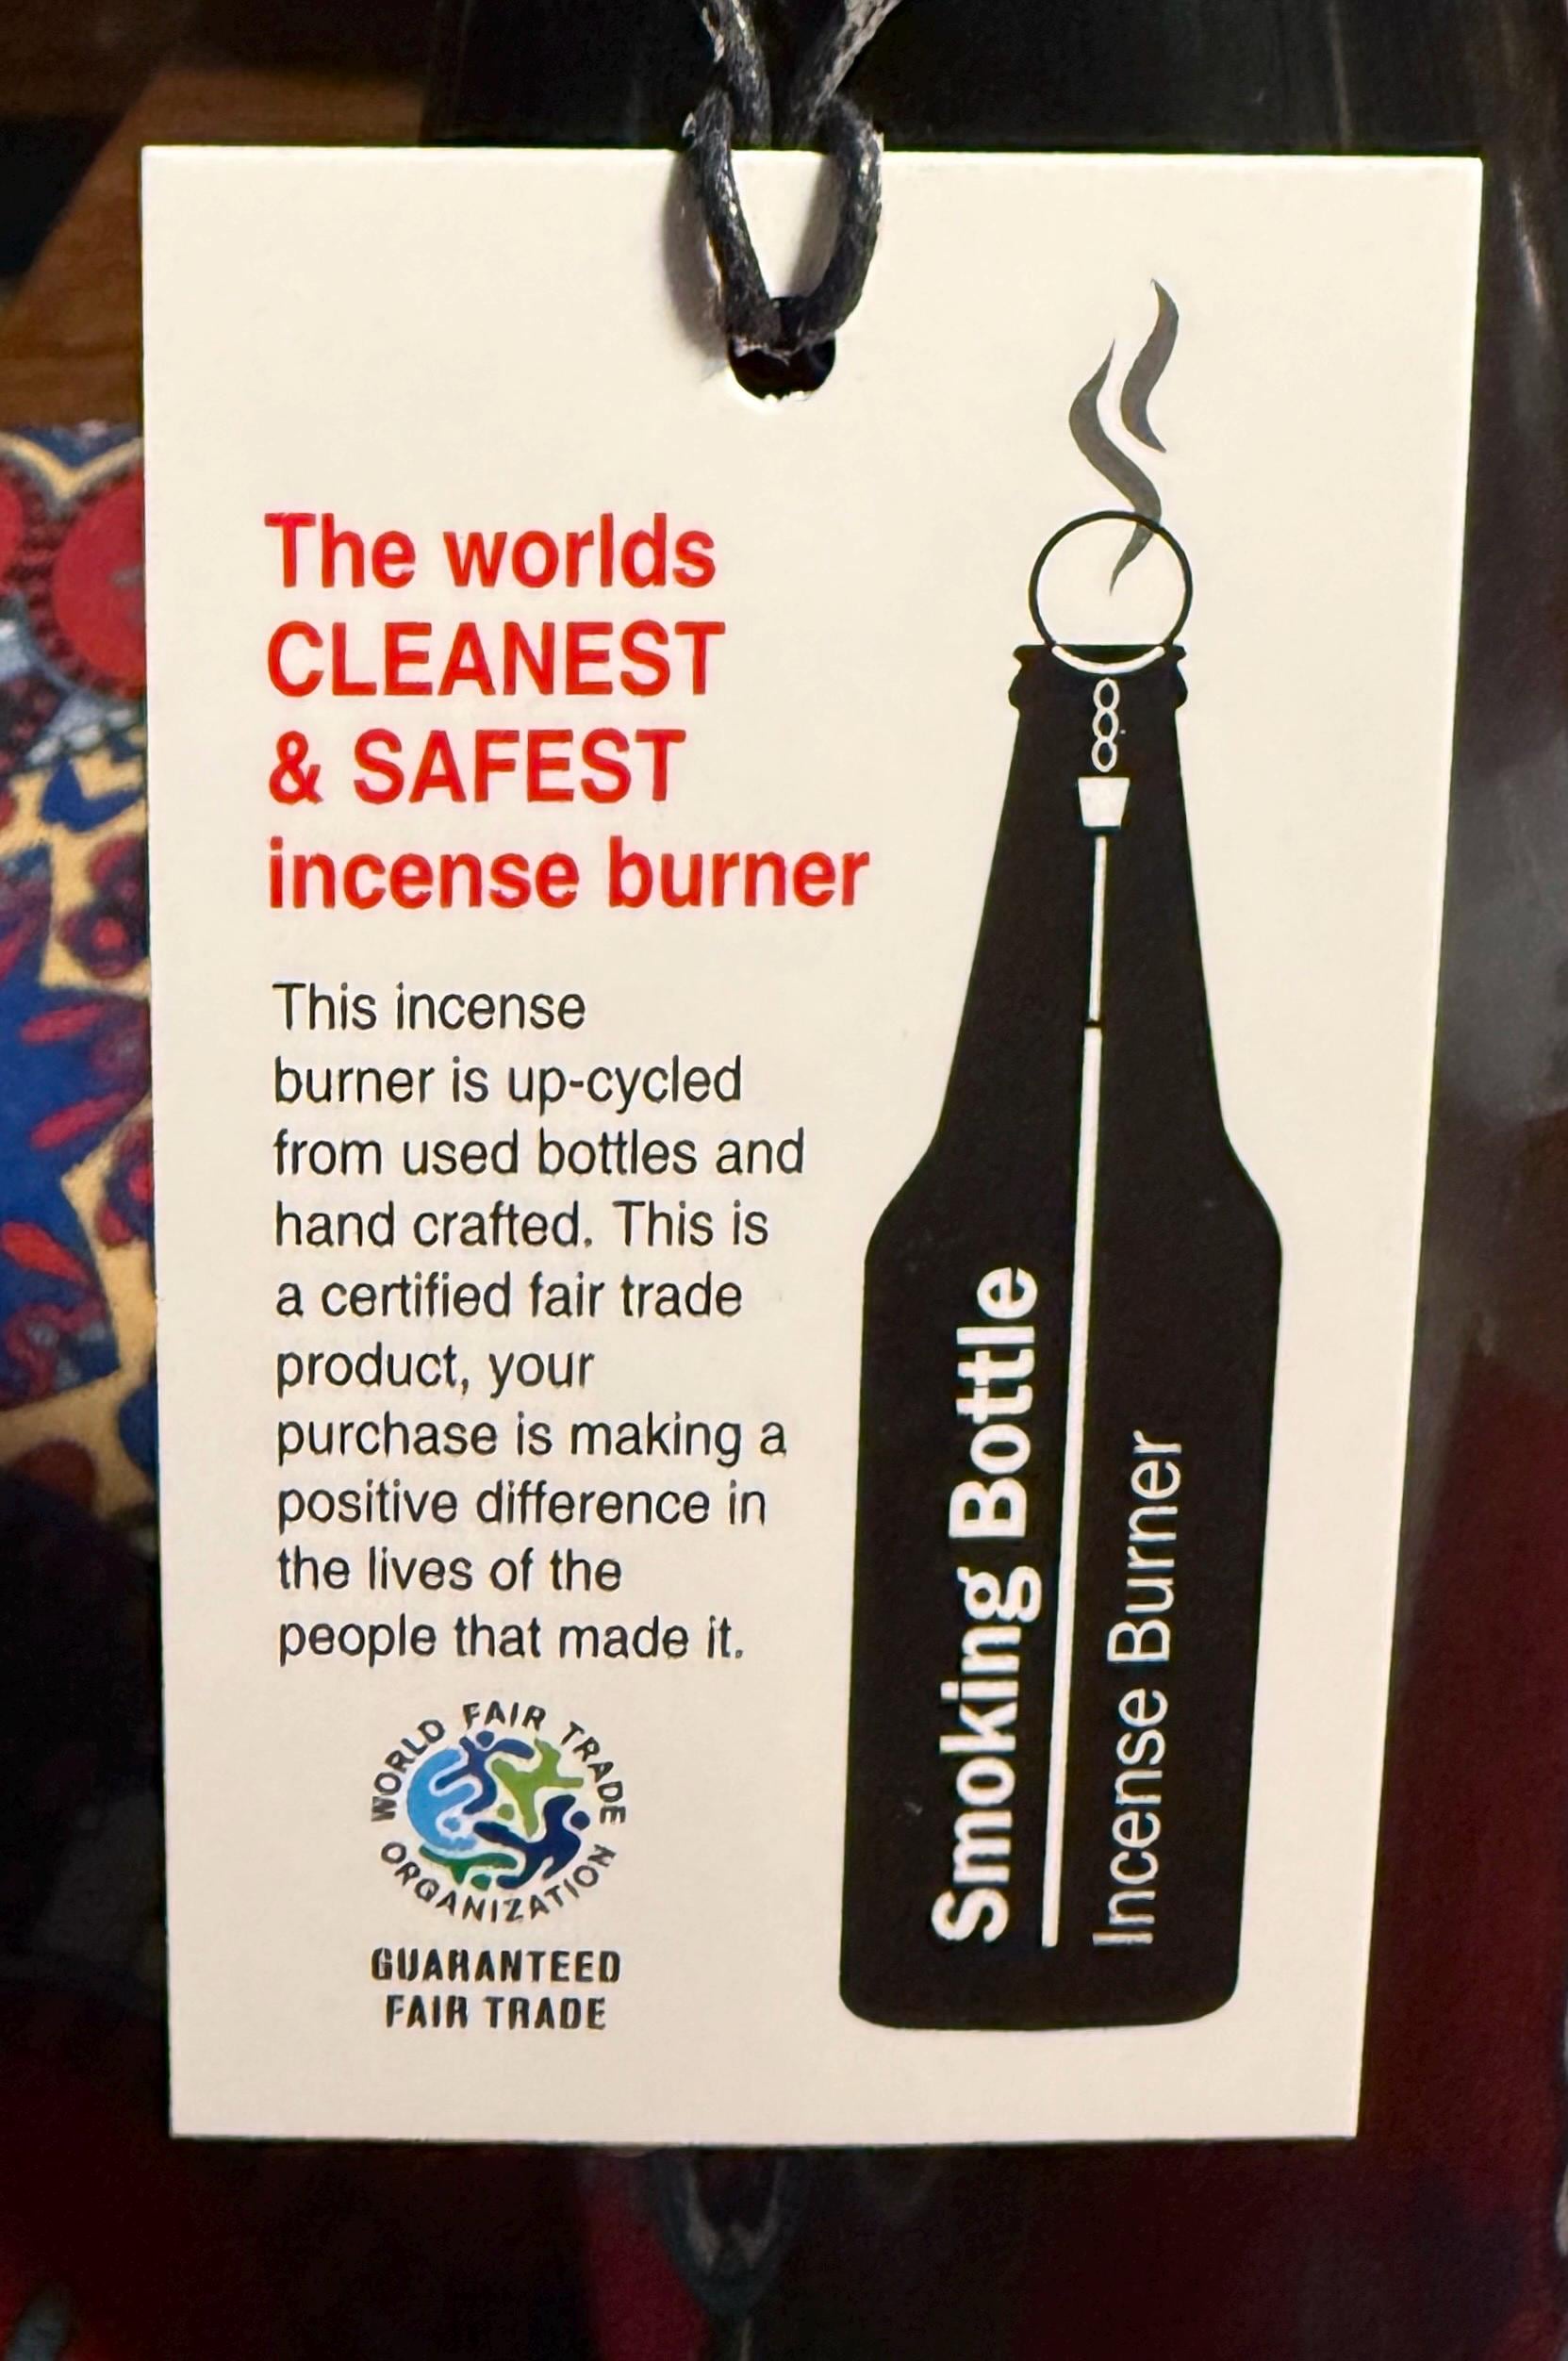 The worlds
CLEANEST
& SAFEST
incense burner
This incense
burner is up-cycled
from used bottles and
hand crafted. This is
a certified fair trade
product, your
purchase is making a
positive difference in
the lives of the
people that made it.
WORLD FAIR TRADE
ORGANIZATION
GUARANTEED
FAIR TRADE
Smoking Bottle
Incense Burner